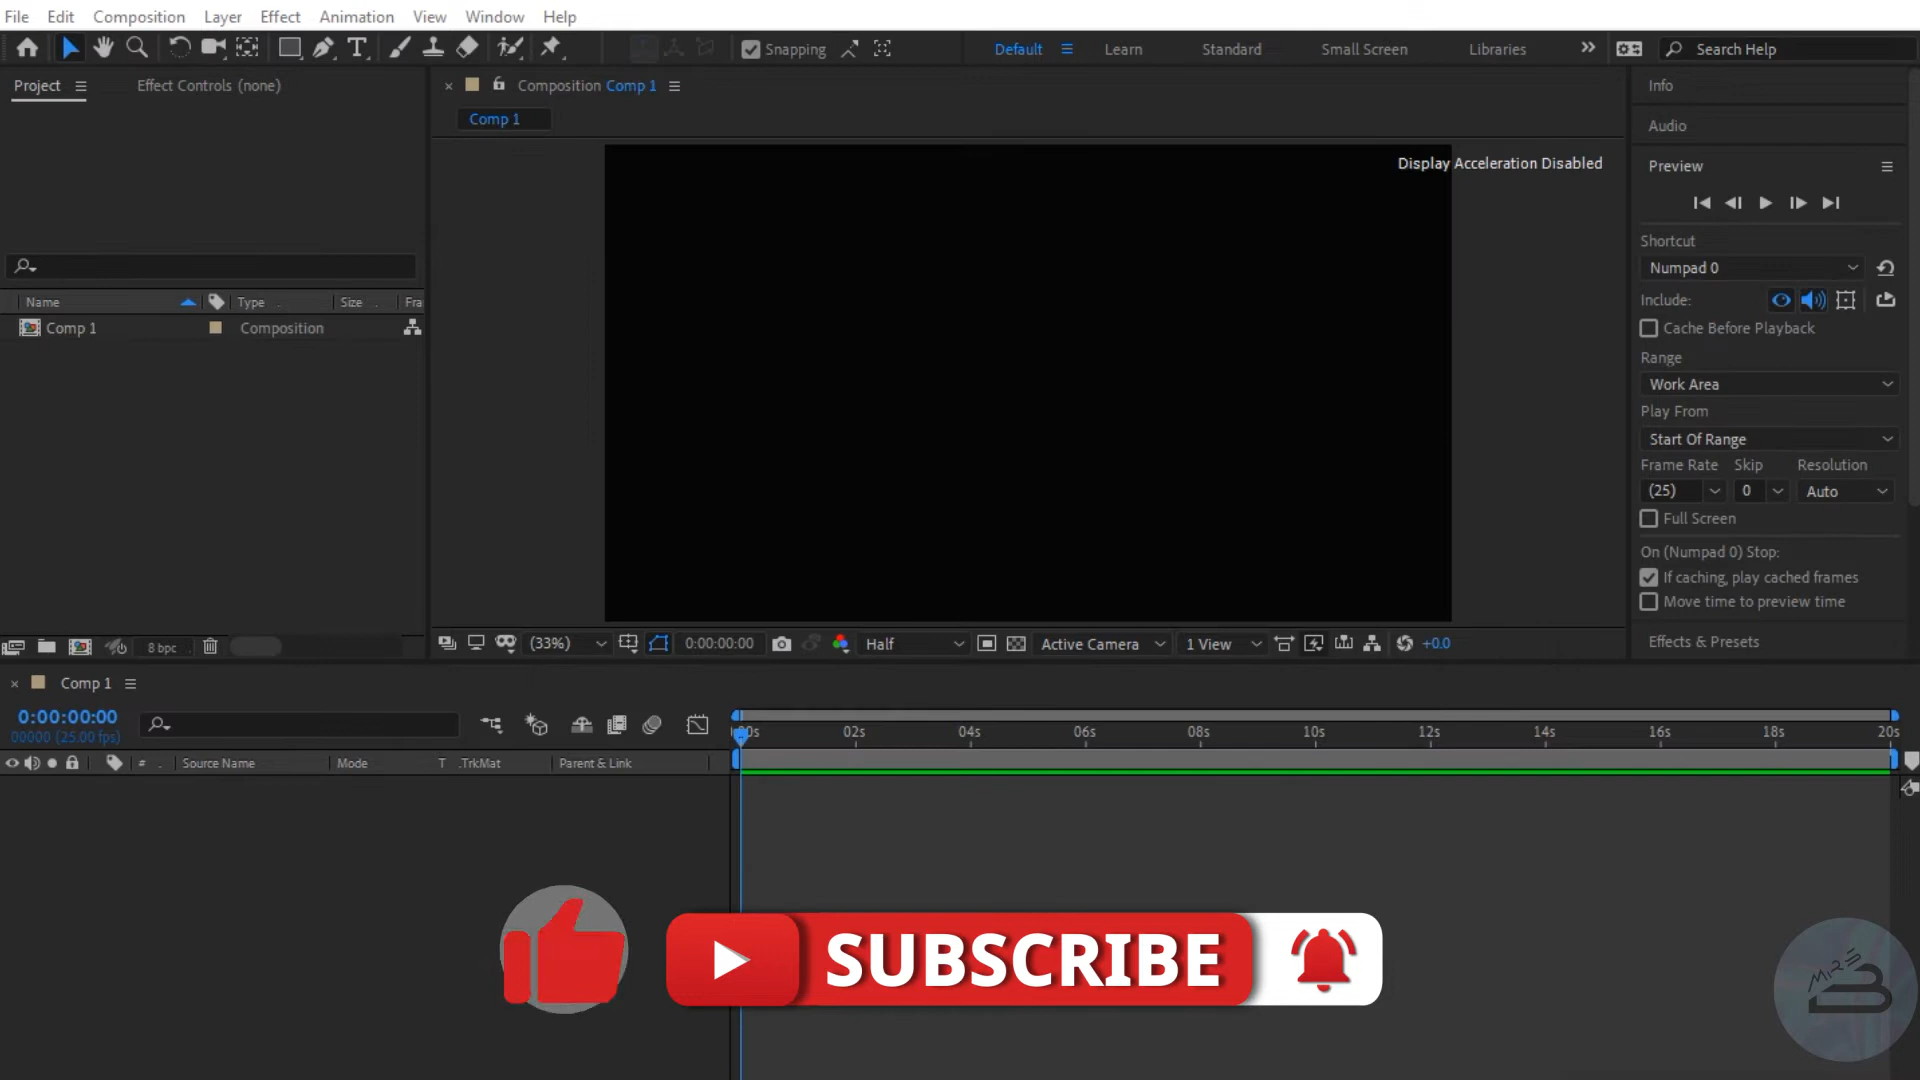 File Edit Composition Layer Effect Animation View Window Help
Snapping Default Learn Standard Small Screen Libraries Search Help
Project Effect Controls (none) Composition Comp 1 Info
Comp 1
Audio
Display Acceleration Disabled
Preview
Shortcut
Numpad 0
Name Type Size Fra
Include:
Comp 1 Composition
Cache Before Playback
Range
Work Area
Play From
Start Of Range
Frame Rate Skip Resolution
(25) 0 Auto
Full Screen
On (Numpad 0) Stop:
If caching, play cached frames
Move time to preview time
Effects & Presets
8 bpc (33%) 0:00:00:00 Half Active Camera 1 View +0.0
Comp 1
0:00:00:00
00000 (25.00 fps)
00s 02s 04s 06s 08s 10s 12s 14s 16s 18s 20s
# Source Name Mode T .TrkMat Parent & Link
SUBSCRIBE